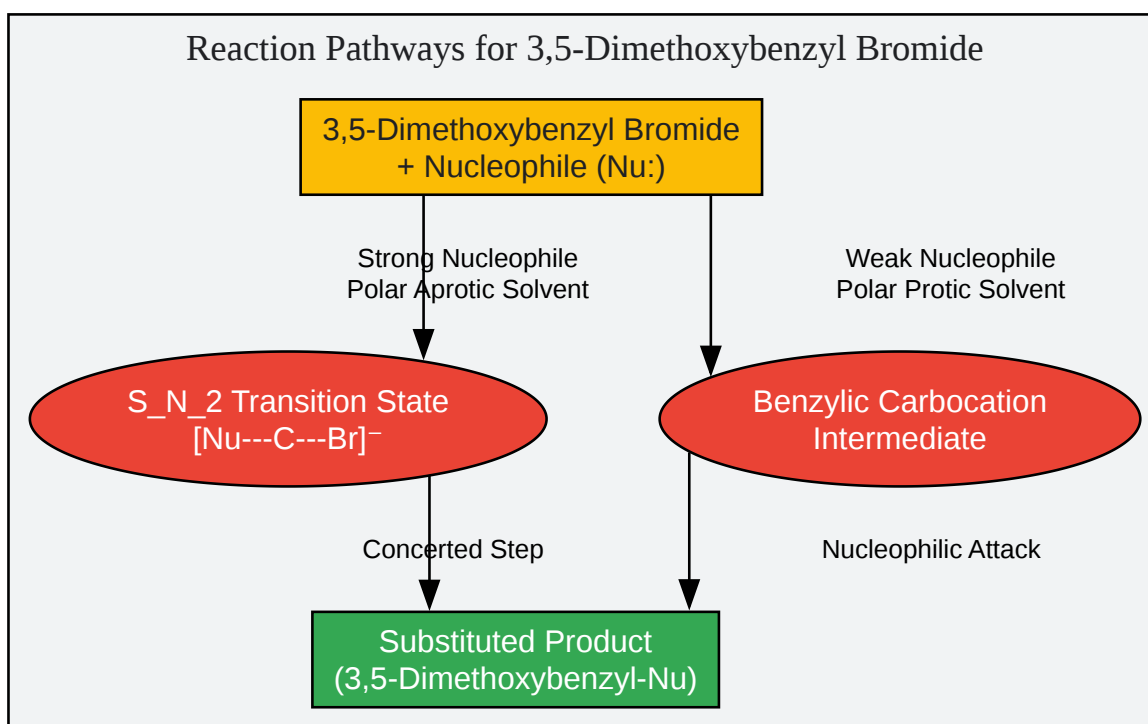 Reaction Pathways for 3,5-Dimethoxybenzyl Bromide
3,5-Dimethoxybenzyl Bromide
+ Nucleophile (Nu:)
Strong Nucleophile
Polar Aprotic Solvent
Weak Nucleophile
Polar Protic Solvent
S_N_2 Transition State
[Nu---C---Br]⁻
Benzylic Carbocation
Intermediate
Concerted Step
Nucleophilic Attack
Substituted Product
(3,5-Dimethoxybenzyl-Nu)